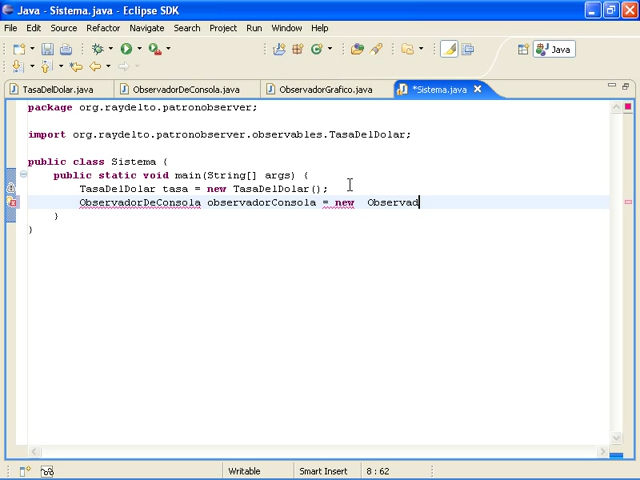 Java - Sistema.java - Eclipse SDK
File Edit Source Refactor Navigate Search Project Run Window Help
Java
TasaDelDolar.java ObservadorDeConsola.java ObservadorGrafico.java *Sistema.java
package org.raydelto.patronobserver;
import org.raydelto.patronobserver.observables.TasaDelDolar;
public class Sistema {
public static void main(String[] args) {
TasaDelDolar tasa = new TasaDelDolar();
ObservadorDeConsola observadorConsola = new  Observad
}
}
Writable Smart Insert 8 : 62